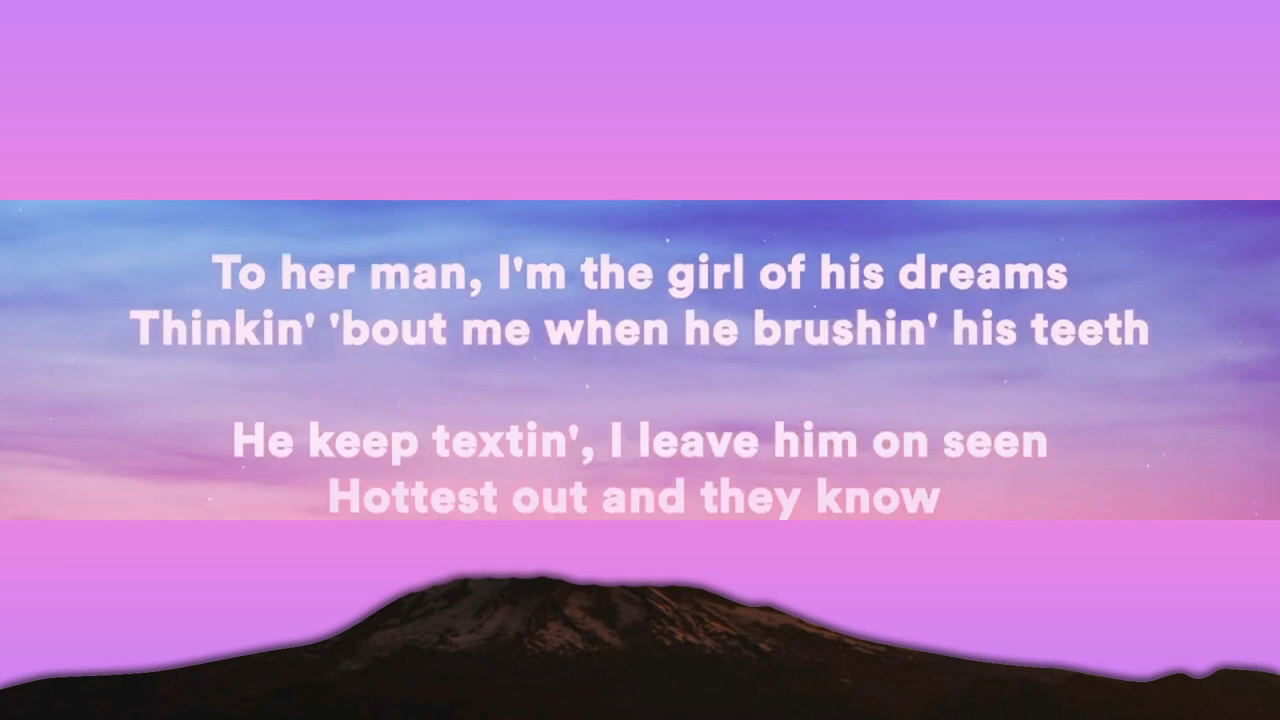 To her man, I'm the girl of his dreams
Thinkin' 'bout me when he brushin' his teeth
He keep textin', I leave him on seen
Hottest out and they know